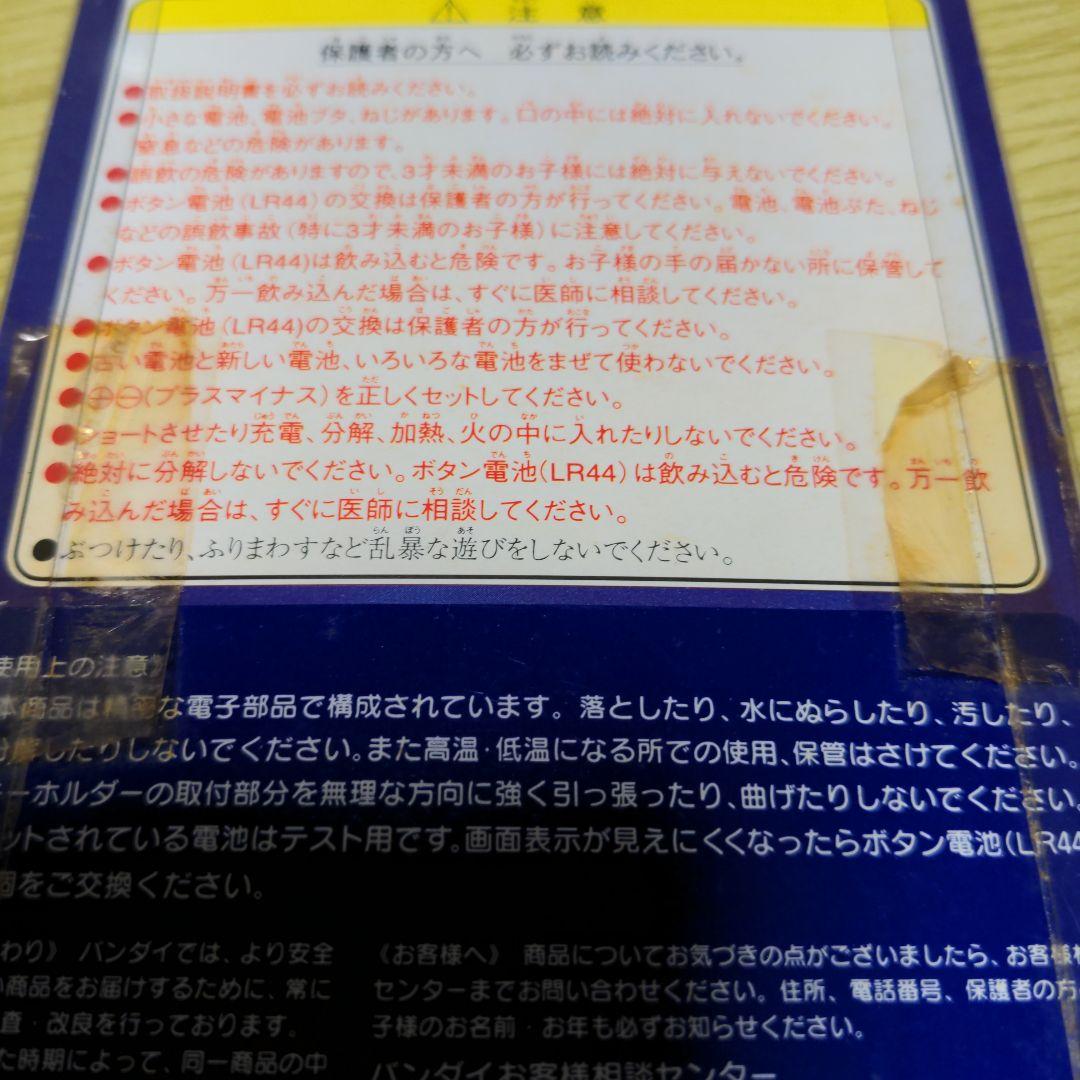 ⚠ 注意
保護者の方へ 必ずお読みください。
●取扱説明書を必ずお読みください。
●小さな電池、電池ブタ、ねじがあります。口の中には絶対に入れないでください。
窒息などの危険があります。
●誤飲の危険がありますので、3才未満のお子様には絶対に与えないでください。
●ボタン電池(LR44)の交換は保護者の方が行ってください。電池、電池ぶた、ねじ
などの誤飲事故(特に3才未満のお子様)に注意してください。
●ボタン電池(LR44)は飲み込むと危険です。お子様の手の届かない所に保管して
ください。万一飲み込んだ場合は、すぐに医師に相談してください。
●ボタン電池(LR44)の交換は保護者の方が行ってください。
●古い電池と新しい電池、いろいろな電池をまぜて使わないでください。
●⊕⊖(プラスマイナス)を正しくセットしてください。
●ショートさせたり充電、分解、加熱、火の中に入れたりしないでください。
●絶対に分解しないでください。ボタン電池(LR44)は飲み込むと危険です。万一飲
み込んだ場合は、すぐに医師に相談してください。
●ぶつけたり、ふりまわすなど乱暴な遊びをしないでください。
使用上の注意》
本商品は精密な電子部品で構成されています。落としたり、水にぬらしたり、汚したり、
分解したりしないでください。また高温・低温になる所での使用、保管はさけてください。
ーホルダーの取付部分を無理な方向に強く引っ張ったり、曲げたりしないでください。
ットされている電池はテスト用です。画面表示が見えにくくなったらボタン電池(LR44
個をご交換ください。
わり》 バンダイでは、より安全
い商品をお届けするために、常に
査・改良を行っております。
た時期によって、同一商品の中
《お客様へ》 商品についてお気づきの点がございましたら、お客様相
センターまでお問い合わせください。住所、電話番号、保護者の方の
子様のお名前・お年も必ずお知らせください。
バンダイお客様相談センター